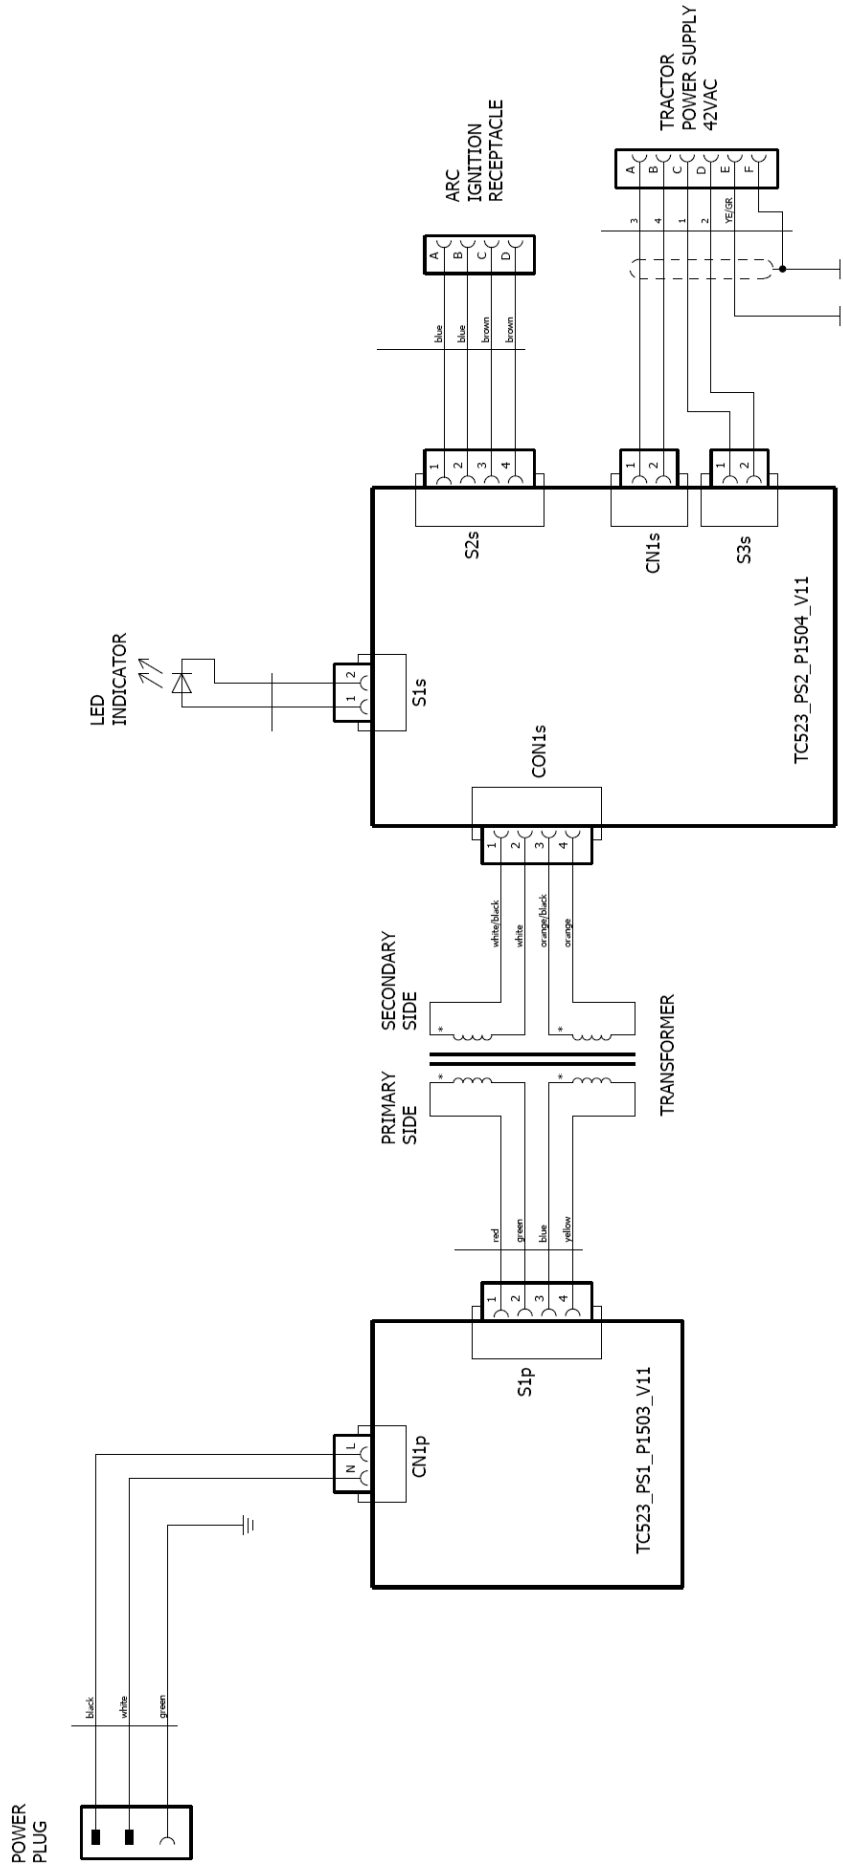 POWER
PLUG
black
white
green
N
L
CN1p
TC523_PS1_P1503_V11
S1p
1
2
3
4
red
green
blue
yellow
PRIMARY
SIDE
*
*
TRANSFORMER
SECONDARY
SIDE
*
*
white/black
white
orange/black
orange
1
2
3
4
CON1s
LED
INDICATOR
1
2
S1s
TC523_PS2_P1504_V11
S2s
1
2
3
4
blue
blue
brown
brown
A
B
C
D
ARC
IGNITION
RECEPTACLE
CN1s
1
2
S3s
1
2
3
4
1
2
YE/GR
A
B
C
D
E
F
TRACTOR
POWER SUPPLY
42VAC